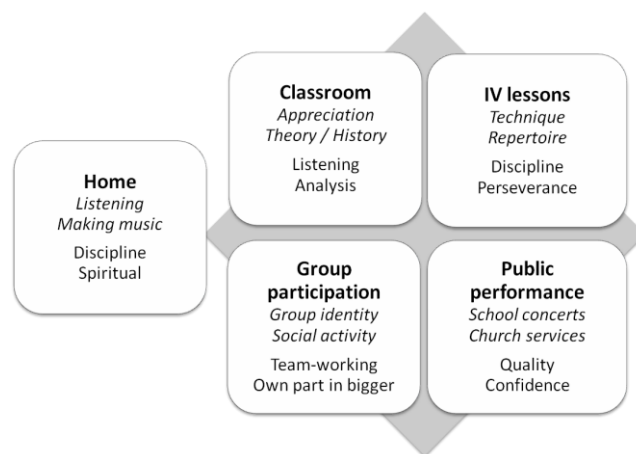 Home
Listening
Making music
Discipline
Spiritual
Classroom
Appreciation
Theory / History
Listening
Analysis
IV lessons
Technique
Repertoire
Discipline
Perseverance
Group
participation
Group identity
Social activity
Team-working
Own part in bigger
Public
performance
School concerts
Church services
Quality
Confidence